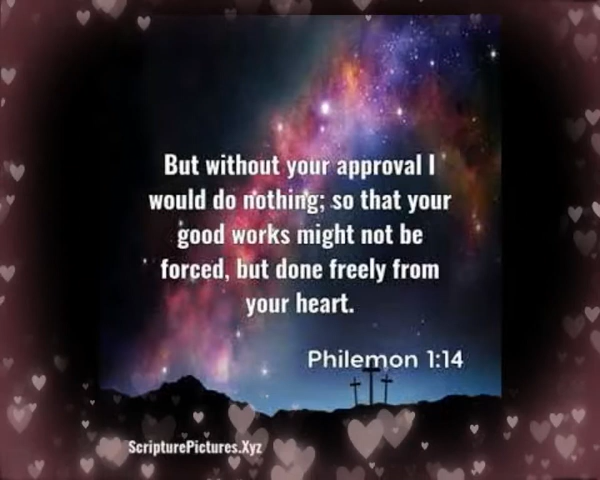 But without your approval I
would do nothing; so that your
good works might not be
forced, but done freely from
your heart.
Philemon 1:14
ScripturePictures.Xyz